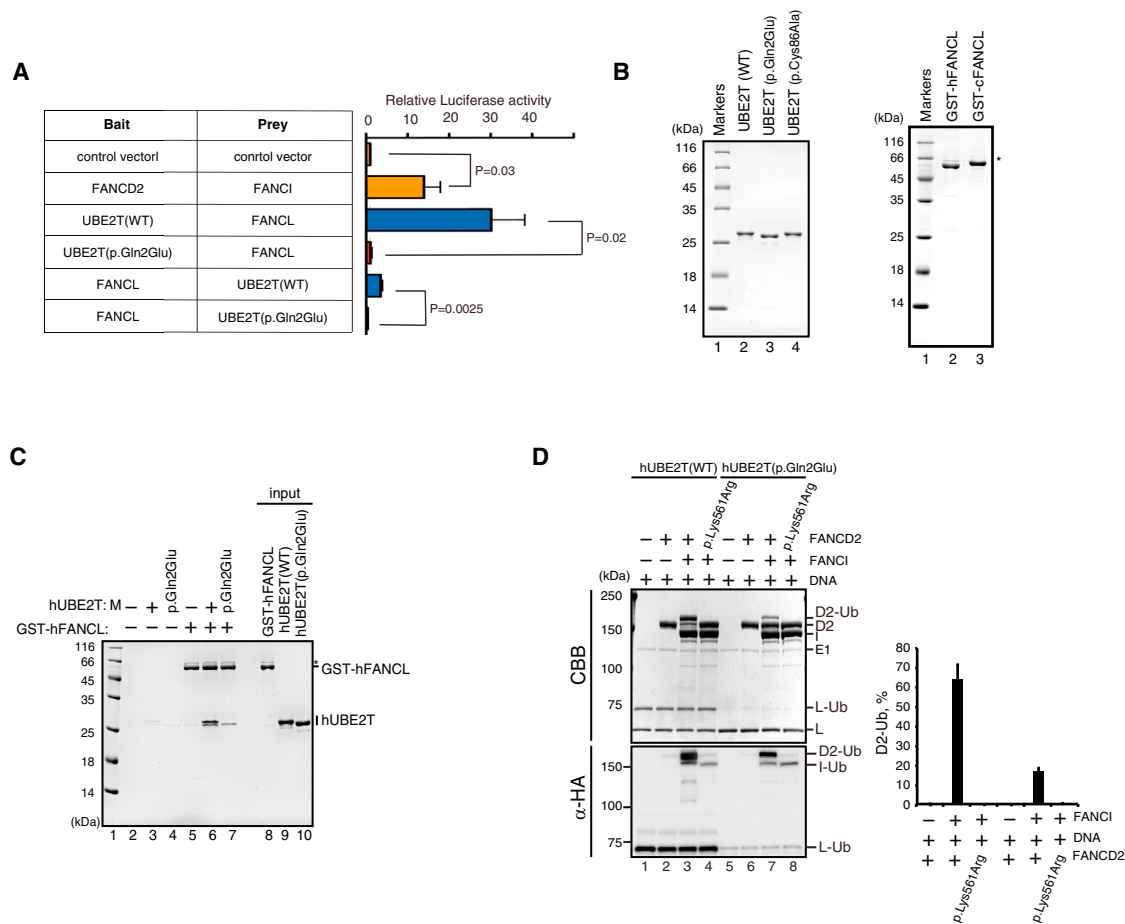 A
Relative Luciferase activity
0 10 20 30 40
Bait Prey
control vectorl conrtol vector
FANCD2 FANCI
UBE2T(WT) FANCL
UBE2T(p.Gln2Glu) FANCL
FANCL UBE2T(WT)
FANCL UBE2T(p.Gln2Glu)
P=0.03
P=0.02
P=0.0025
B
Markers
UBE2T (WT)
UBE2T (p.Gln2Glu)
UBE2T (p.Cys86Ala)
(kDa)
116
66
45
35
25
18
14
1 2 3 4
Markers
GST-hFANCL
GST-cFANCL
(kDa)
116
66
45
35
25
18
14
*
1 2 3
C
input
hUBE2T: M − + p.Gln2Glu − + p.Gln2Glu
GST-hFANCL: − − − + + +
GST-hFANCL
hUBE2T(WT)
hUBE2T(p.Gln2Glu)
116
66
45
35
25
18
14
(kDa)
*
GST-hFANCL
hUBE2T
1 2 3 4 5 6 7 8 9 10
D
hUBE2T(WT) hUBE2T(p.Gln2Glu)
− + + p.Lys561Arg − + + p.Lys561Arg FANCD2
+ + + + FANCI
+ + + + + + + + DNA
(kDa)
250
150
100
75
CBB
D2-Ub
D2
I
E1
L-Ub
L
150
100
75
α-HA
D2-Ub
I-Ub
L-Ub
1 2 3 4 5 6 7 8
D2-Ub, %
80
70
60
50
40
30
20
10
0
− + + − + + FANCI
+ + + + + + DNA
+ + p.Lys561Arg + + p.Lys561Arg FANCD2